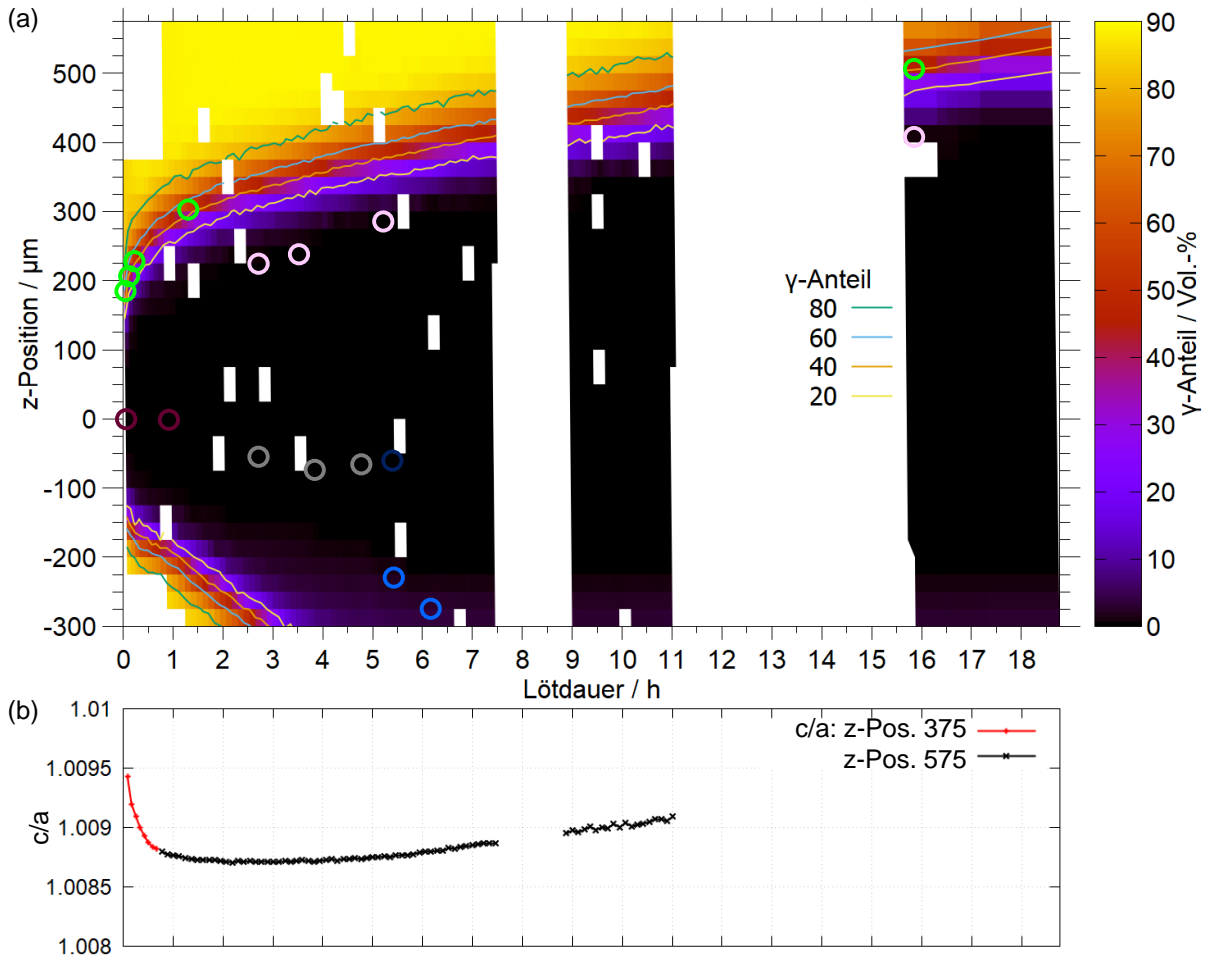 (a)
z-Position / µm
500
400
300
200
100
0
-100
-200
-300
0 1 2 3 4 5 6 7 8 9 10 11 12 13 14 15 16 17 18
Lötdauer / h
γ-Anteil
80
60
40
20
90
80
70
60
50
40
30
20
10
0
γ-Anteil / Vol.-%
(b)
c/a
1.01
1.0095
1.009
1.0085
1.008
c/a: z-Pos. 375
z-Pos. 575